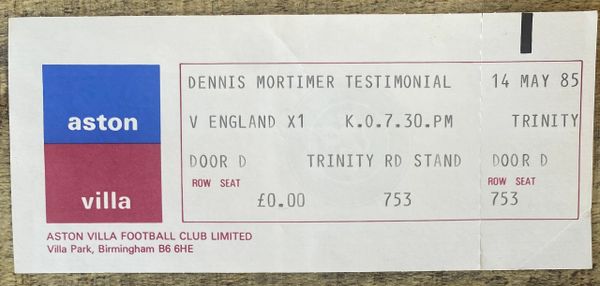 DENNIS MORTIMER TESTIMONIAL 14 MAY 85
aston
V ENGLAND X1 K.O.7.30.PM TRINITY
DOOR D TRINITY RD STAND DOOR D
ROW SEAT ROW SEAT
villa
£0.00 753 753
ASTON VILLA FOOTBALL CLUB LIMITED
Villa Park, Birmingham B6 6HE